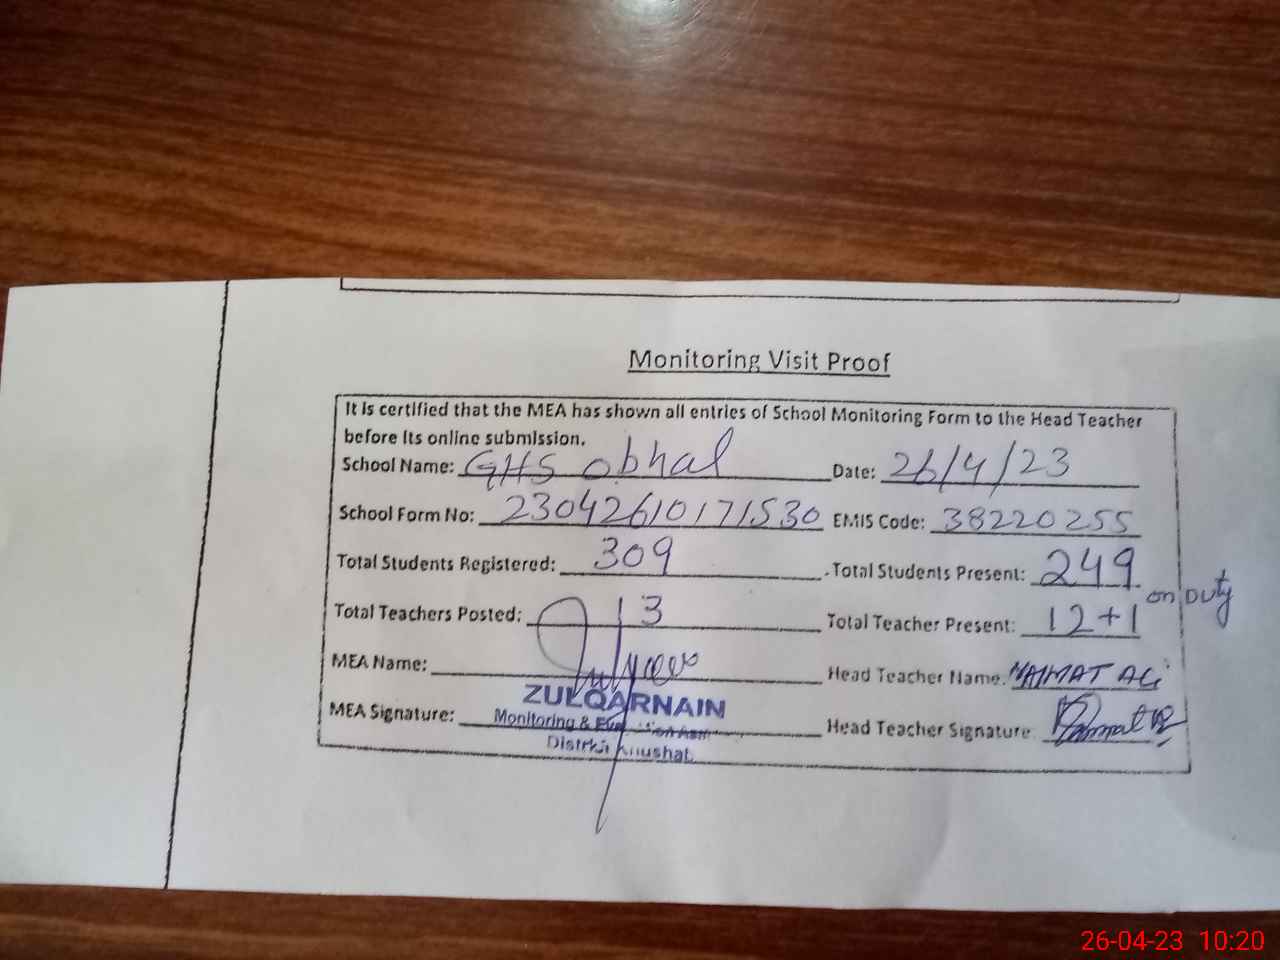 Monitoring Visit Proof
It is certified that the MEA has shown all entries of School Monitoring Form to the Head Teacher
before its online submission.
School Name: GHS obhal Date: 26/4/23
School Form No: 23042610171530 EMIS Code: 38220255
Total Students Registered: 309 Total Students Present: 249
Total Teachers Posted: 13 Total Teacher Present: 12+1 on Duty
MEA Name: Head Teacher Name: NAIMAT ALI
ZULQARNAIN
MEA Signature: Monitoring & Head Teacher Signature
District Khushab
26-04-23 10:20